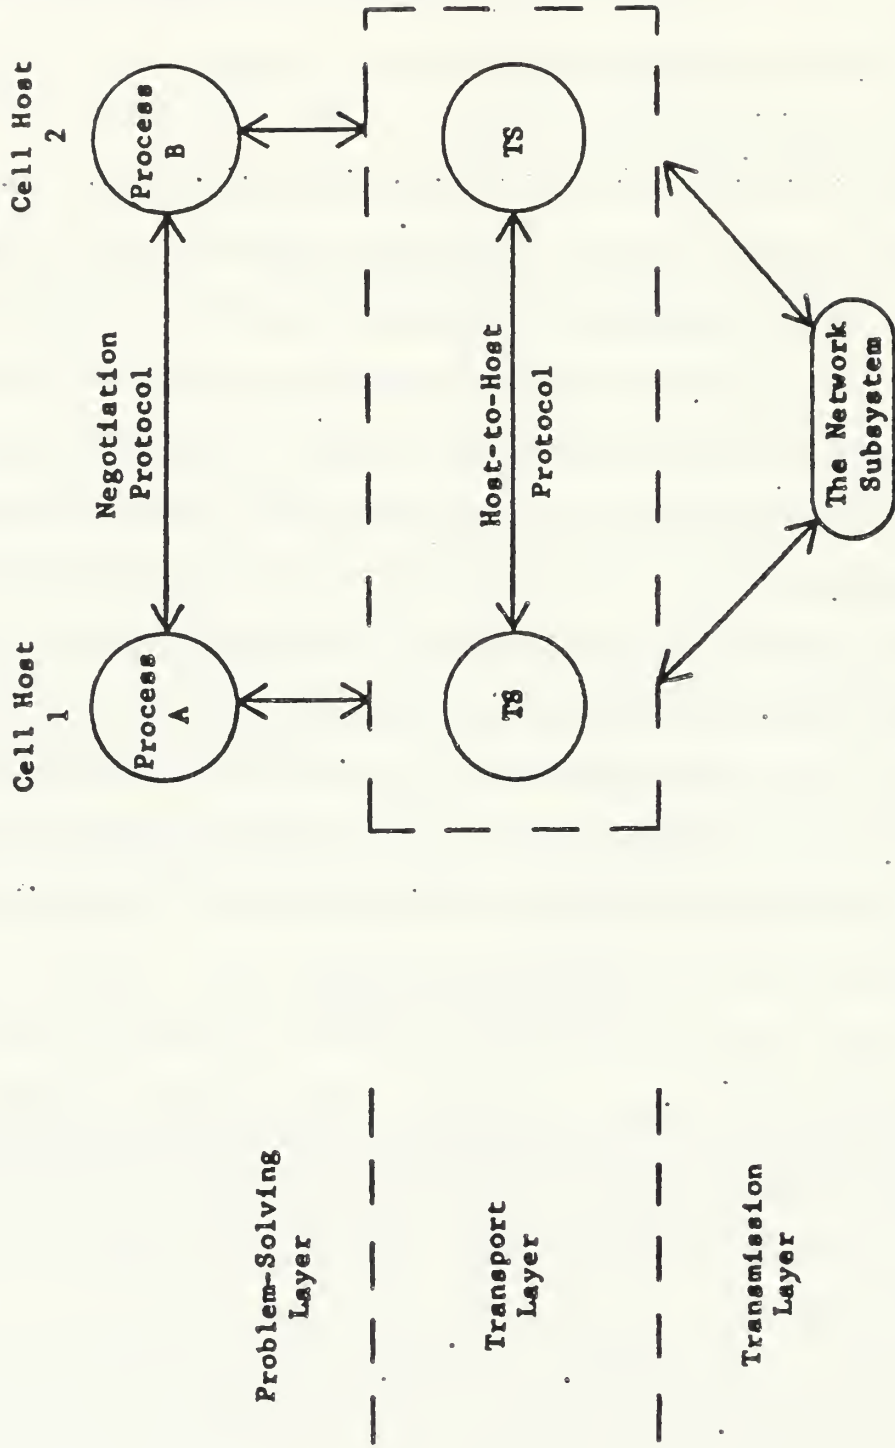 Cell Host
1
Cell Host
2
Problem-Solving
Layer
Process
A
Negotiation
Protocol
Process
B
Transport
Layer
TS
Host-to-Host
Protocol
TS
Transmission
Layer
The Network
Subsystem